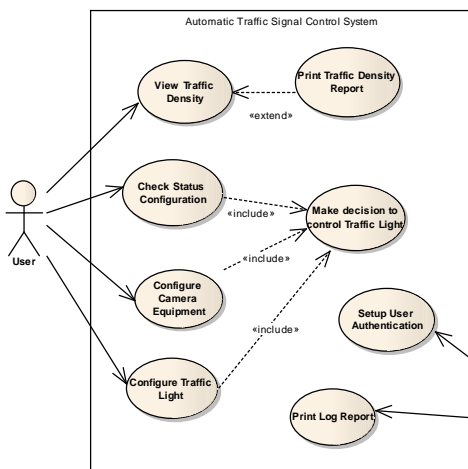 Automatic Traffic Signal Control System
View Traffic
Density
Print Traffic Density
Report
«extend»
Check Status
Configuration
«include»
Make decision to
control Traffic Light
User
Configure
Camera
Equipment
«include»
Setup User
Authentication
«include»
Configure Traffic
Light
Print Log Report